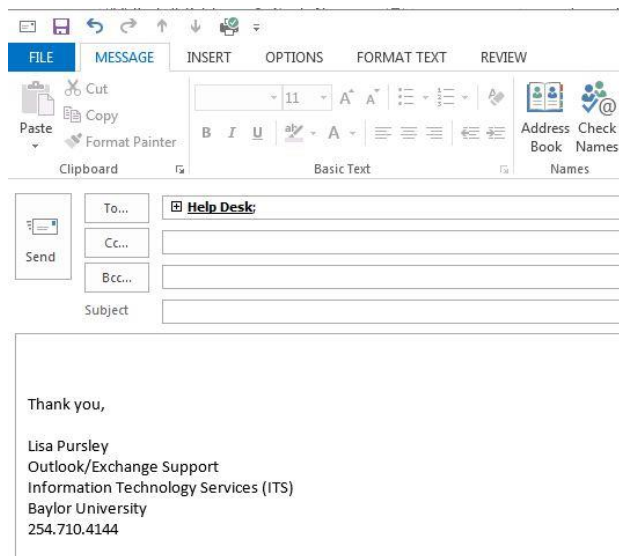 FILE MESSAGE INSERT OPTIONS FORMAT TEXT REVIEW
Cut
Copy
Format Painter
Paste
11 A A
B I U ab A
Address Book
Check Names
Clipboard Basic Text Names
To... Help Desk;
Send
Cc...
Bcc...
Subject
Thank you,
Lisa Pursley
Outlook/Exchange Support
Information Technology Services (ITS)
Baylor University
254.710.4144